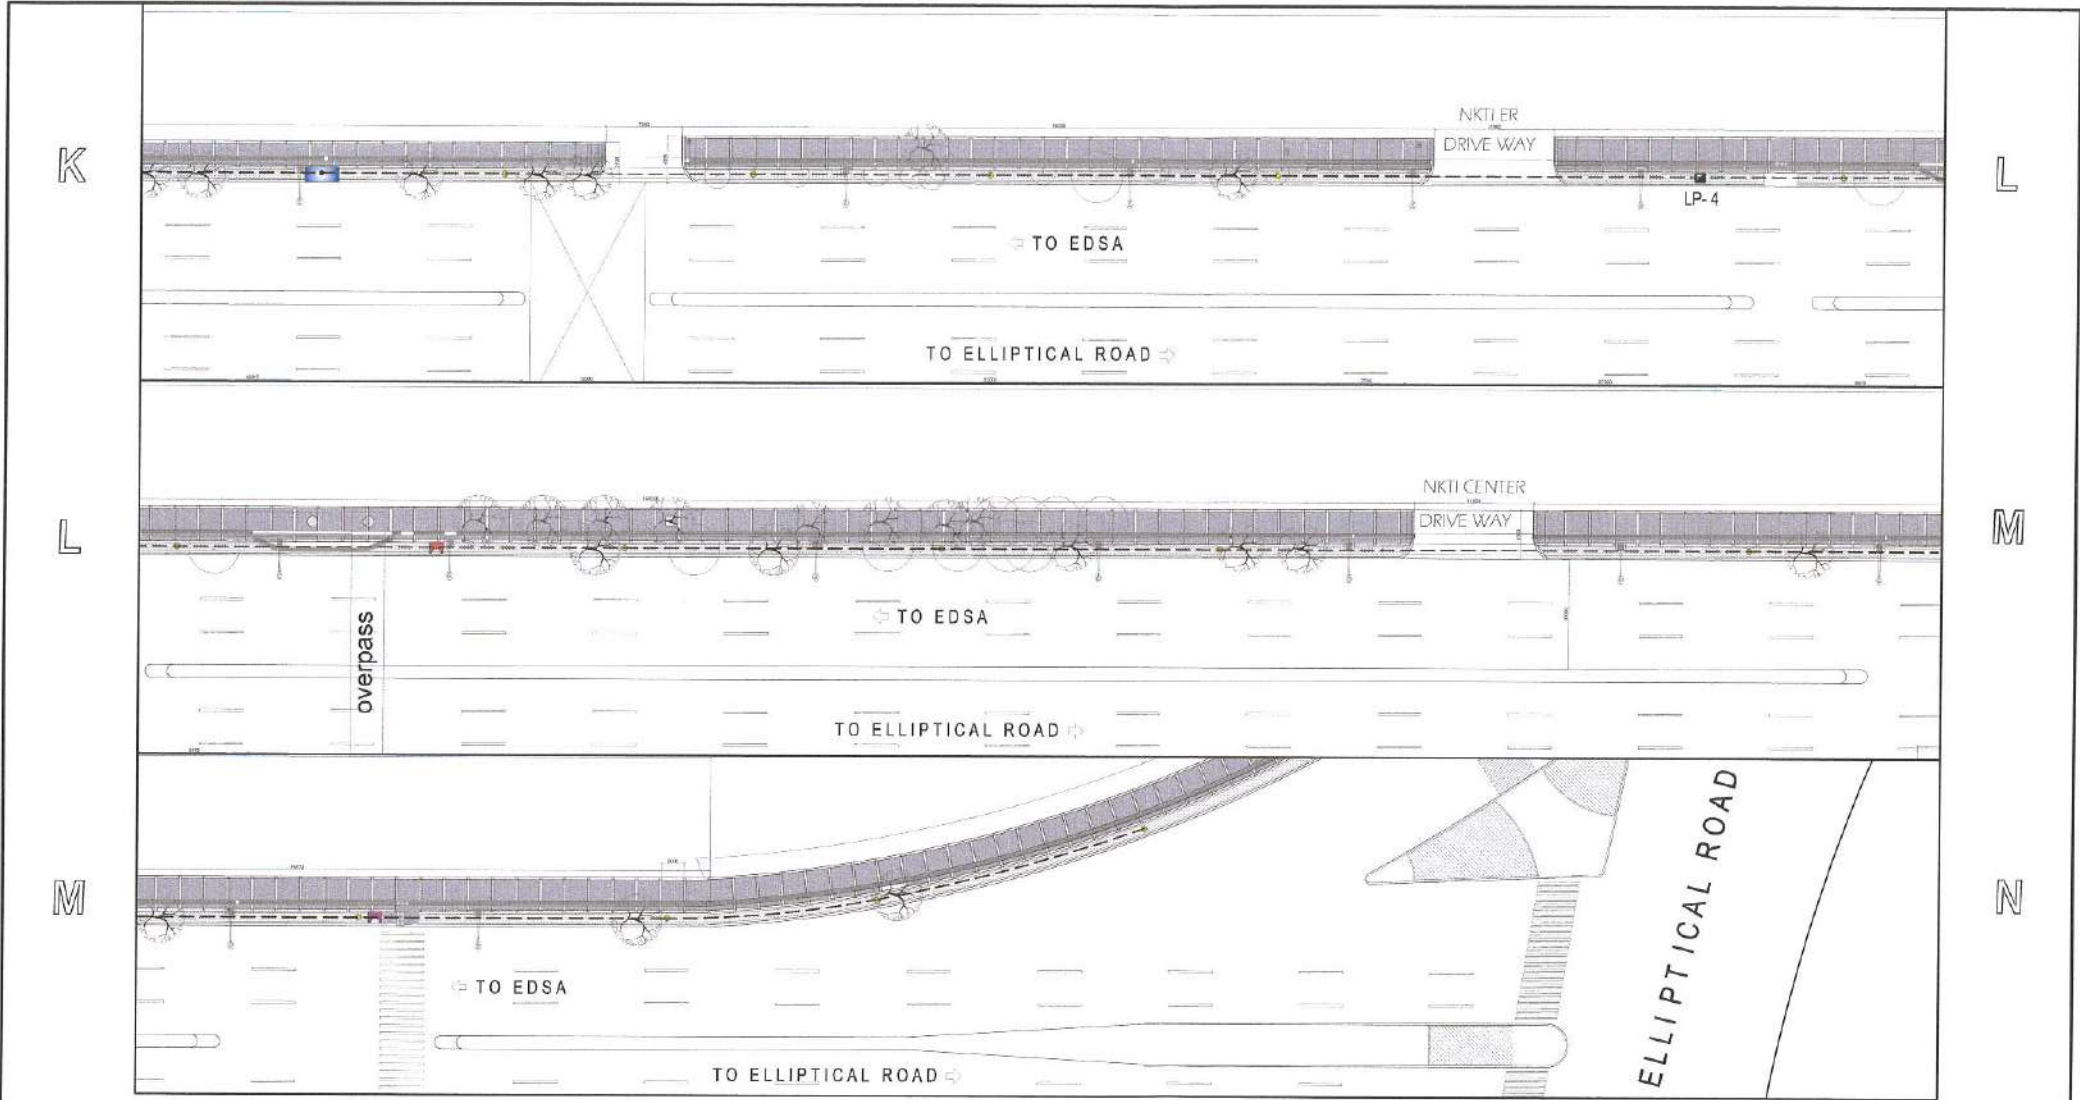 K
NKTI ER
DRIVE WAY
L
LP-4
⇦ TO EDSA
TO ELLIPTICAL ROAD ⇨
L
NKTI CENTER
DRIVE WAY
M
overpass
⇦ TO EDSA
TO ELLIPTICAL ROAD ⇨
M
N
ELLIPTICAL ROAD
⇦ TO EDSA
TO ELLIPTICAL ROAD ⇨